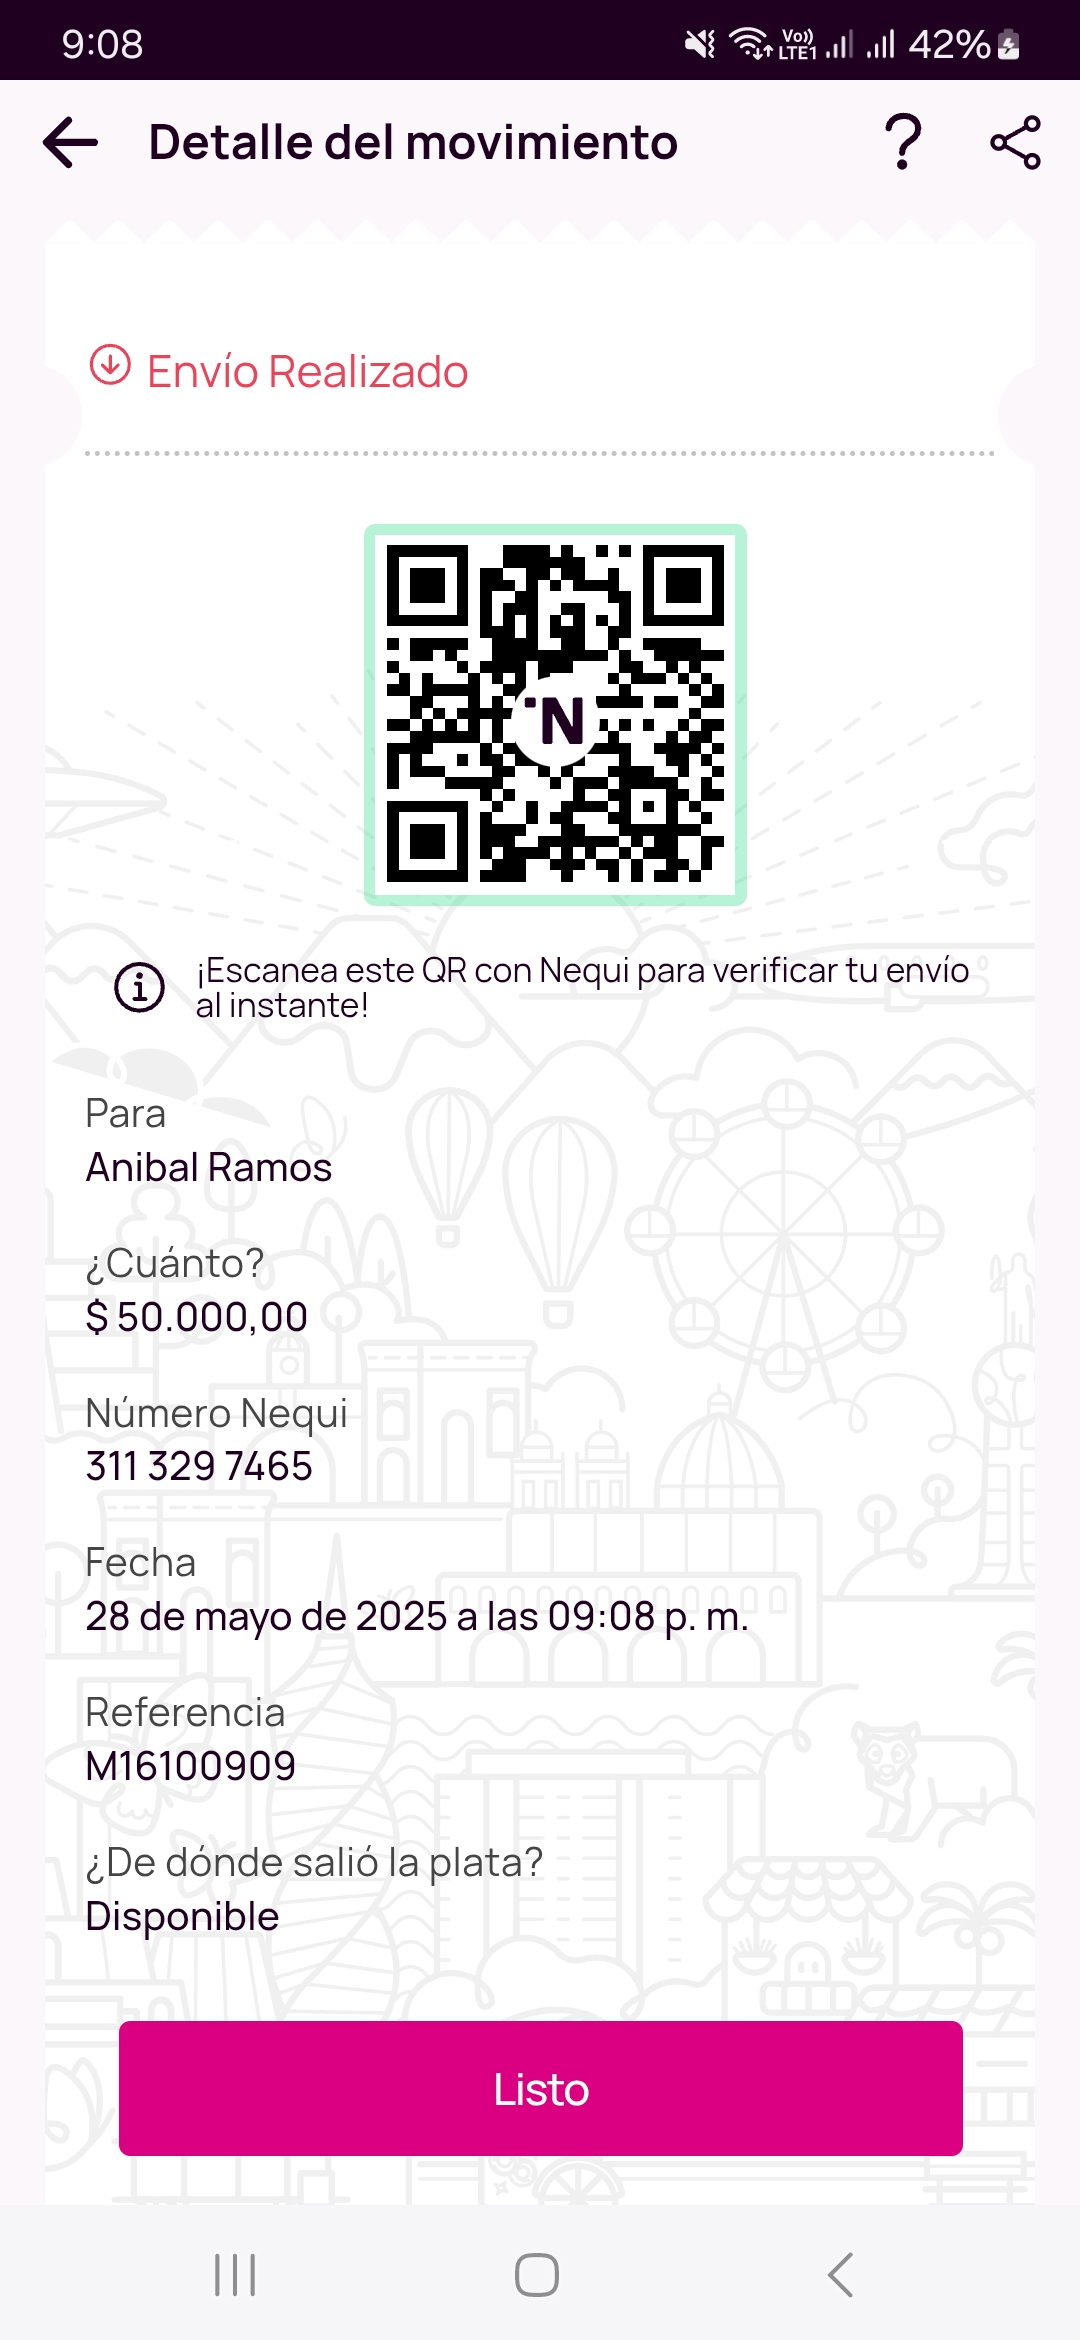 9:08
Vo)) LTE1 42%
Detalle del movimiento
Envío Realizado
N
¡Escanea este QR con Nequi para verificar tu envío
al instante!
Para
Anibal Ramos
¿Cuánto?
$ 50.000,00
Número Nequi
311 329 7465
Fecha
28 de mayo de 2025 a las 09:08 p. m.
Referencia
M16100909
¿De dónde salió la plata?
Disponible
Listo